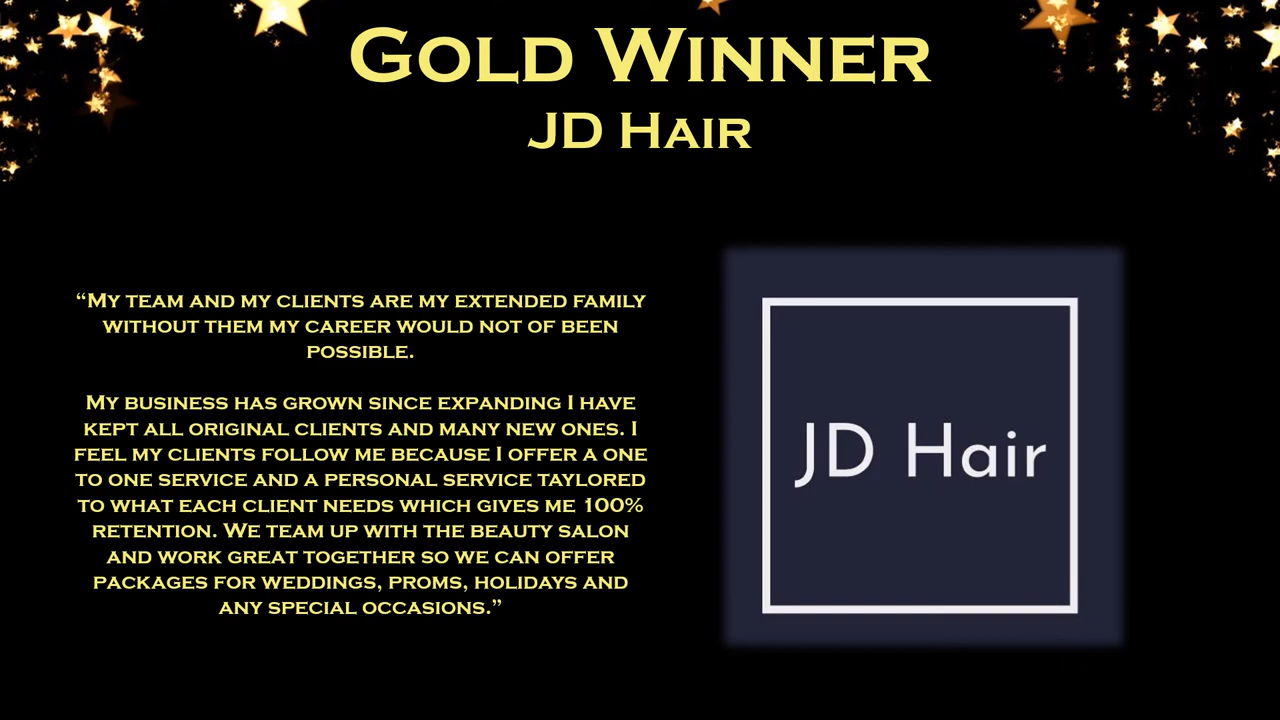 Gold Winner
JD Hair
“My team and my clients are my extended family
without them my career would not of been
possible.
My business has grown since expanding I have
kept all original clients and many new ones. I
feel my clients follow me because I offer a one
to one service and a personal service taylored
to what each client needs which gives me 100%
retention. We team up with the beauty salon
and work great together so we can offer
packages for weddings, proms, holidays and
any special occasions.”
JD Hair